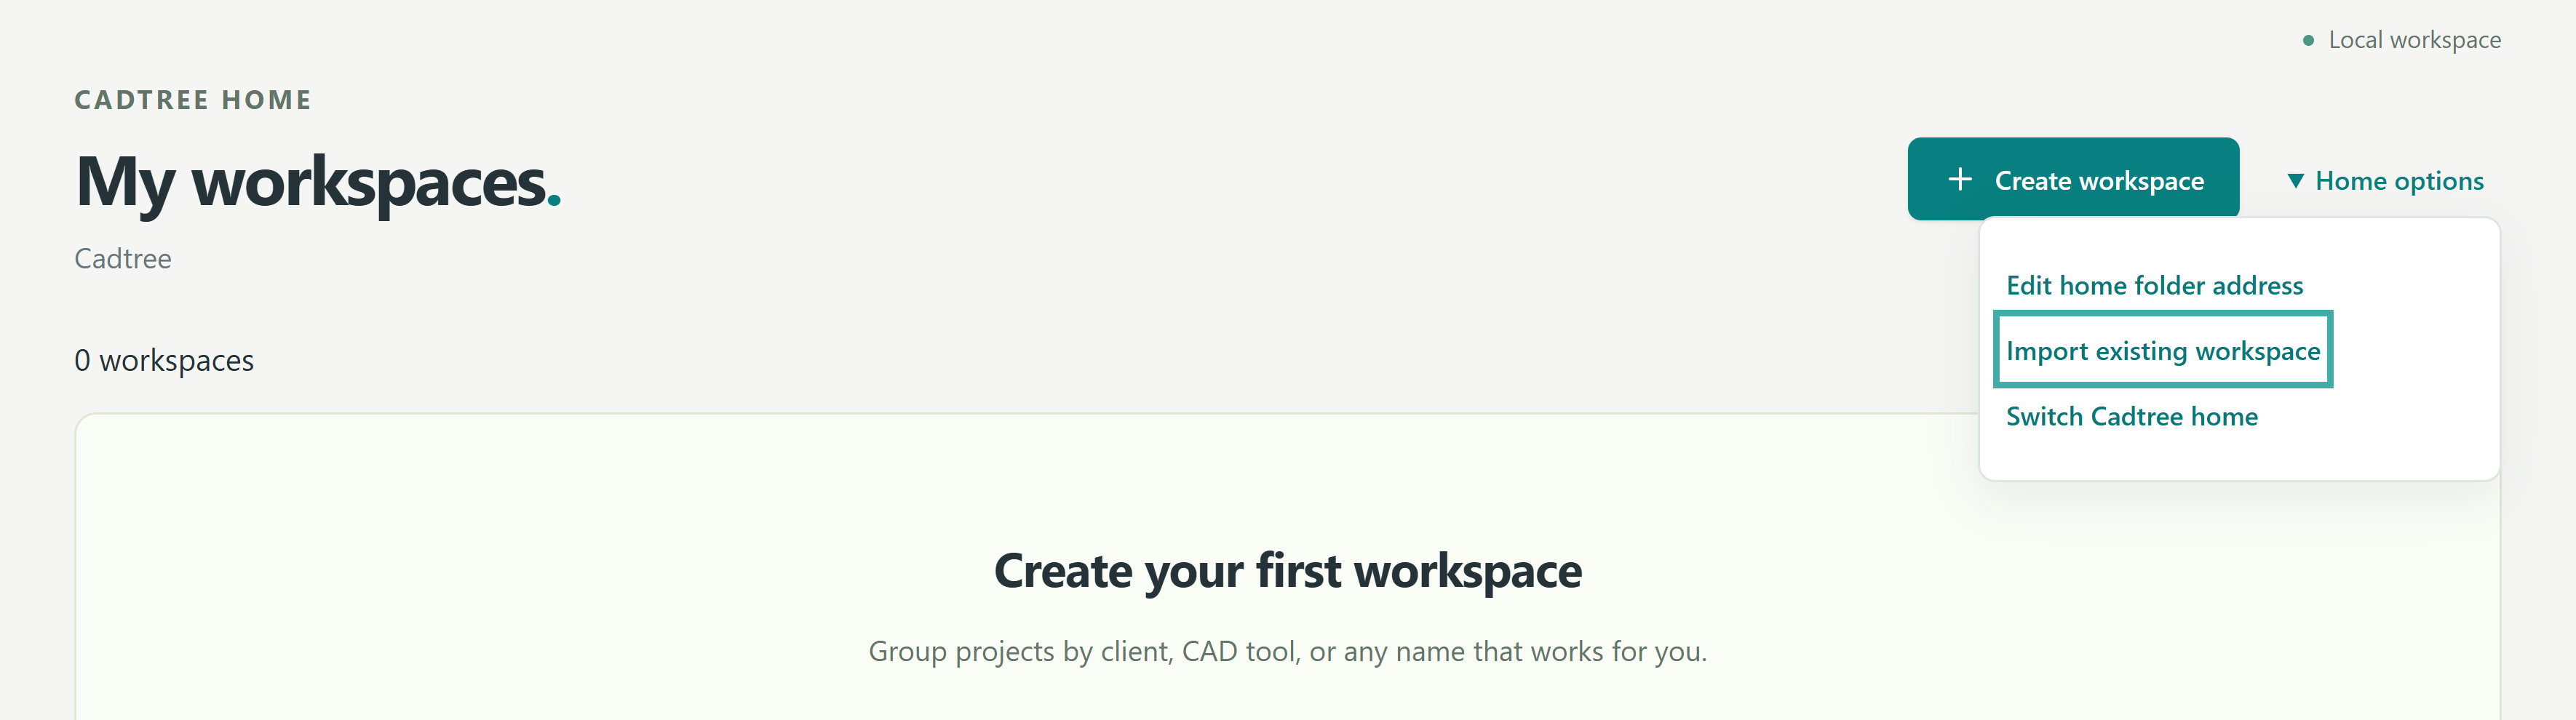 Local workspace
CADTREE HOME
My workspaces.
Create workspace
Home options
Cadtree
Edit home folder address
Import existing workspace
Switch Cadtree home
0 workspaces
Create your first workspace
Group projects by client, CAD tool, or any name that works for you.